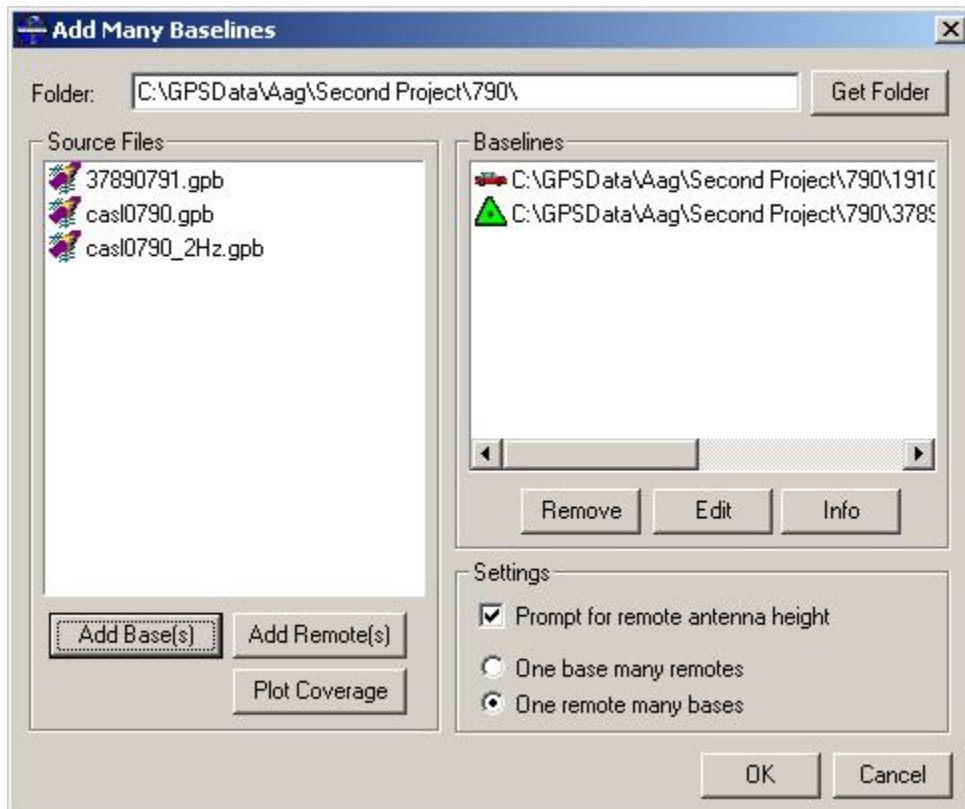 Add Many Baselines
Folder:
C:\GPSData\Aag\Second Project\790\
Get Folder
Source Files
37890791.gpb
casl0790.gpb
casl0790_2Hz.gpb
Add Base(s)
Add Remote(s)
Plot Coverage
Baselines
C:\GPSData\Aag\Second Project\790\1910
C:\GPSData\Aag\Second Project\790\3789
Remove
Edit
Info
Settings
Prompt for remote antenna height
One base many remotes
One remote many bases
OK
Cancel